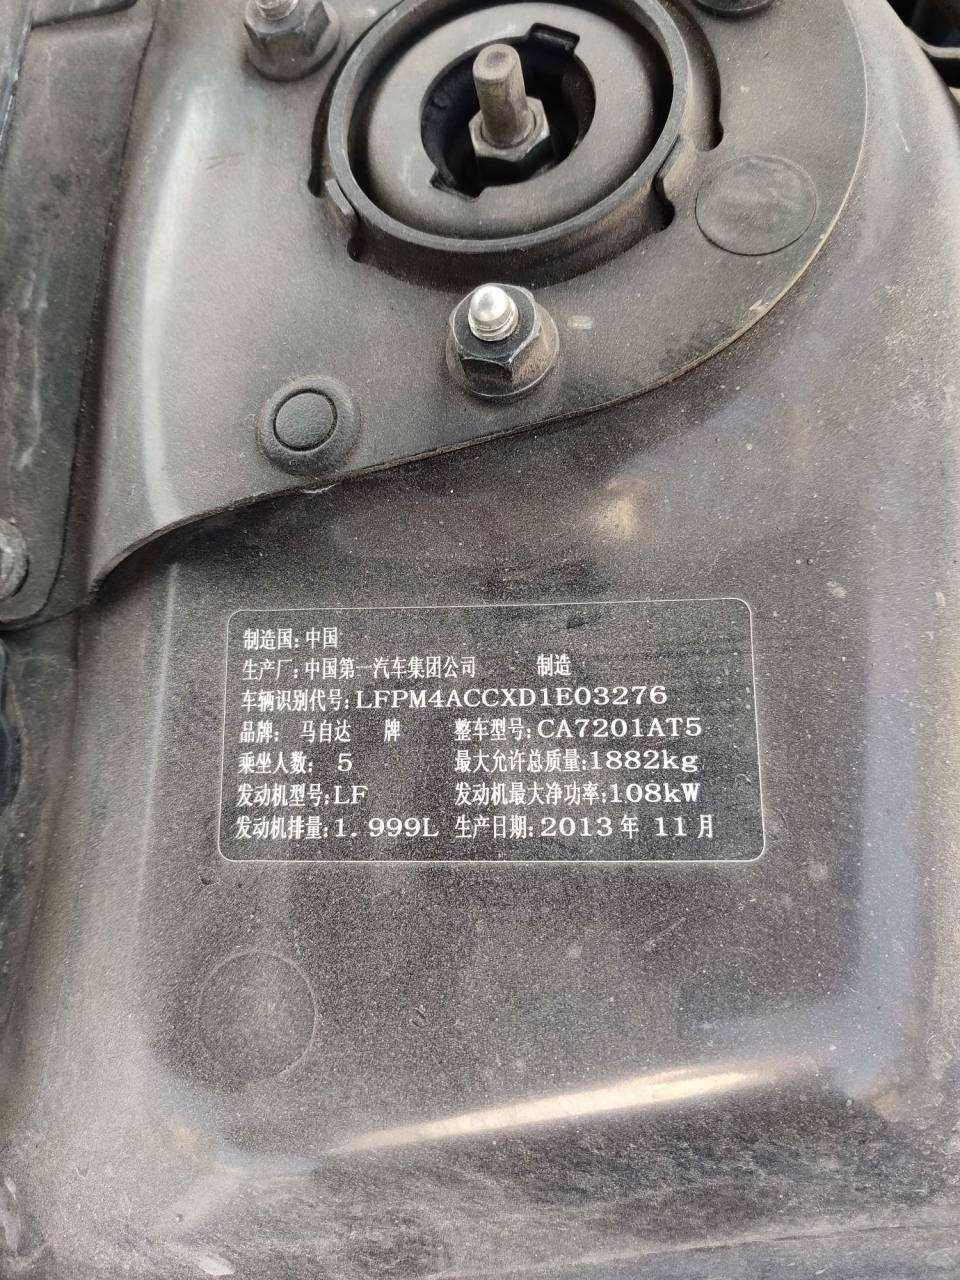 制造国:中国
生产厂:中国第一汽车集团公司 制造
车辆识别代号:LFPM4ACCXD1E03276
品牌: 马自达 牌 整车型号:CA7201AT5
乘坐人数: 5 最大允许总质量:1882kg
发动机型号:LF 发动机最大净功率:108kW
发动机排量:1.999L 生产日期:2013年 11月